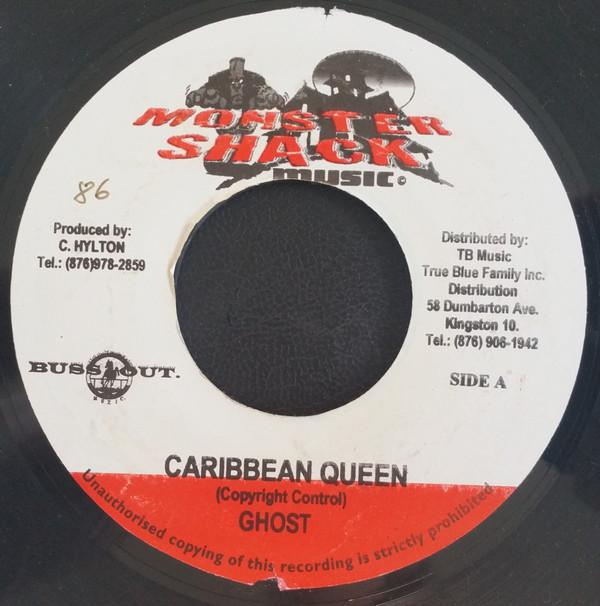 MONSTER
SHACK
MUSIC©
86
Produced by:
C. HYLTON
Tel.: (876)978-2859
Distributed by:
TB Music
True Blue Family Inc.
Distribution
58 Dumbarton Ave.
Kingston 10.
Tel.: (876) 906-1942
BUSS OUT.
MUZIC
SIDE A
CARIBBEAN QUEEN
(Copyright Control)
GHOST
Unauthorised copying of this recording is strictly prohibited